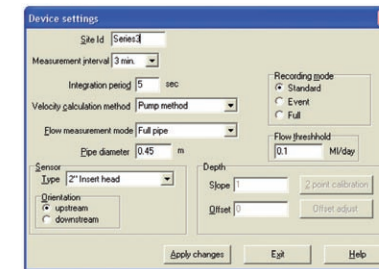 Device settings
Site Id Series3
Measurement interval 3 min.
Integration period 5 sec
Velocity calculation method Pump method
Flow measurement mode Full pipe
Pipe diameter 0.45 m
Recording mode
Standard
Event
Full
Flow threshhold
0.1 Ml/day
Sensor
Type 2" Insert head
Orientation
upstream
downstream
Depth
Slope 1 2 point calibration
Offset 0 Offset adjust
Apply changes Exit Help